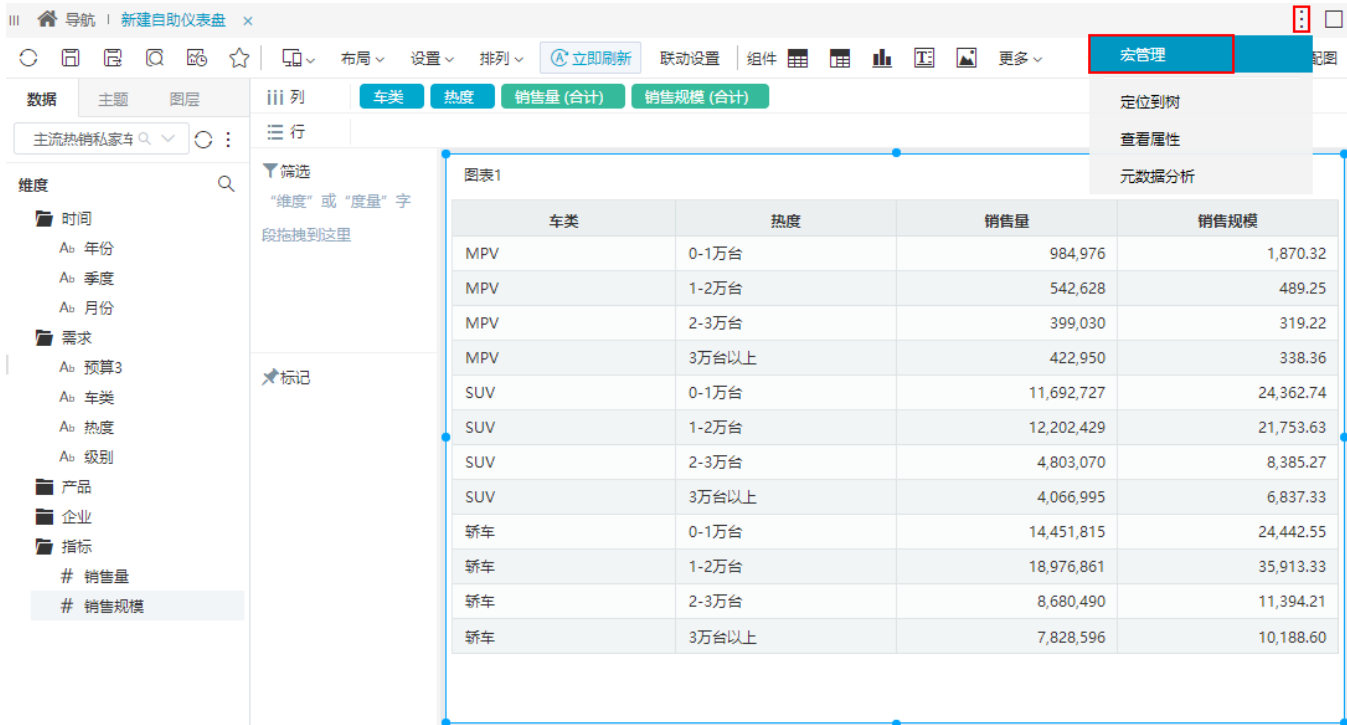 导航 新建自助仪表盘 ×
布局 设置 排列 立即刷新 联动设置 组件 更多 配图
宏管理
定位到树
查看属性
元数据分析
数据 主题 图层
主流热销私家车
列 车类 热度 销售量 (合计) 销售规模 (合计)
行
筛选
“维度”或“度量”字
段拖拽到这里
标记
维度
时间
Ab 年份
Ab 季度
Ab 月份
需求
Ab 预算3
Ab 车类
Ab 热度
Ab 级别
产品
企业
指标
# 销售量
# 销售规模
图表1
车类 热度 销售量 销售规模
MPV 0-1万台 984,976 1,870.32
MPV 1-2万台 542,628 489.25
MPV 2-3万台 399,030 319.22
MPV 3万台以上 422,950 338.36
SUV 0-1万台 11,692,727 24,362.74
SUV 1-2万台 12,202,429 21,753.63
SUV 2-3万台 4,803,070 8,385.27
SUV 3万台以上 4,066,995 6,837.33
轿车 0-1万台 14,451,815 24,442.55
轿车 1-2万台 18,976,861 35,913.33
轿车 2-3万台 8,680,490 11,394.21
轿车 3万台以上 7,828,596 10,188.60